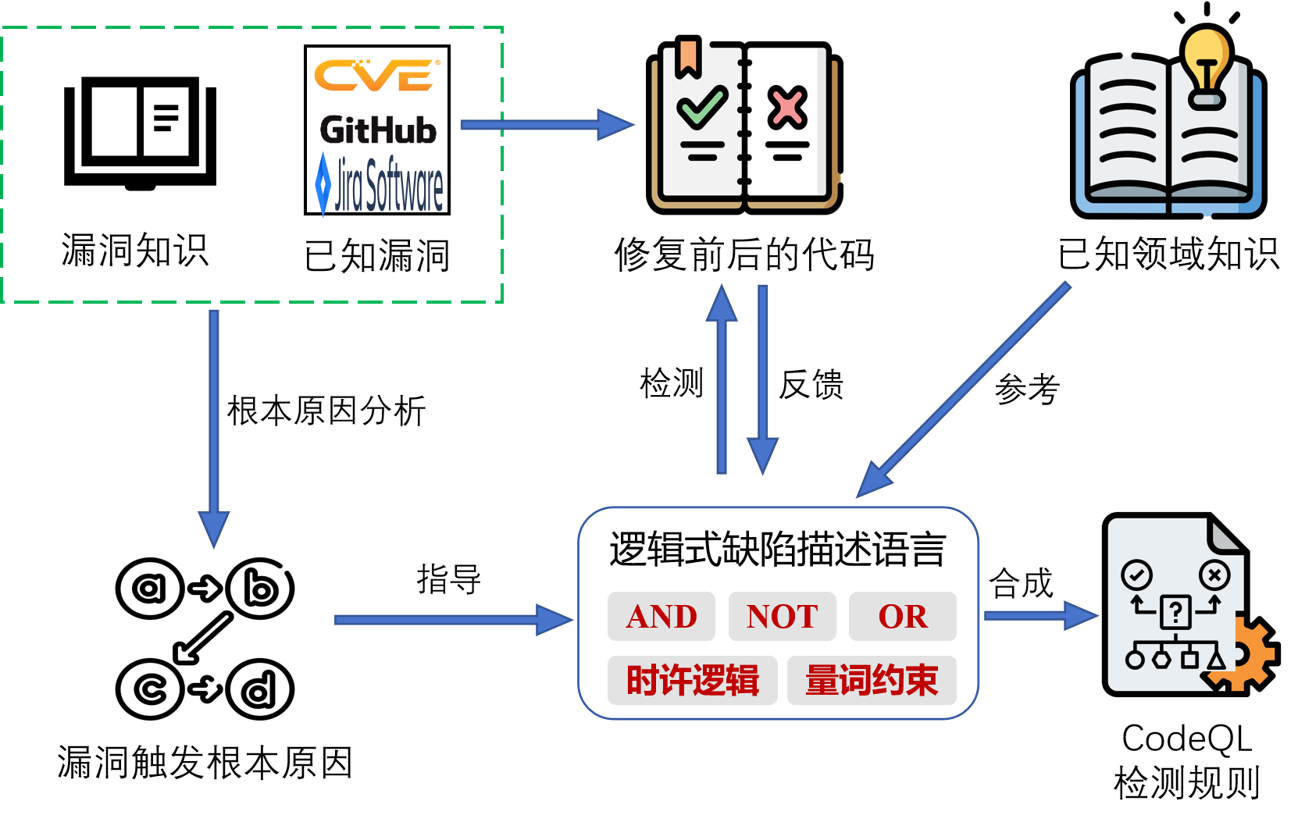 CVE
GitHub
Jira Software
漏洞知识
已知漏洞
修复前后的代码
已知领域知识
根本原因分析
检测
反馈
参考
a
b
c
d
漏洞触发根本原因
指导
逻辑式缺陷描述语言
AND
NOT
OR
时许逻辑
量词约束
合成
?
CodeQL
检测规则